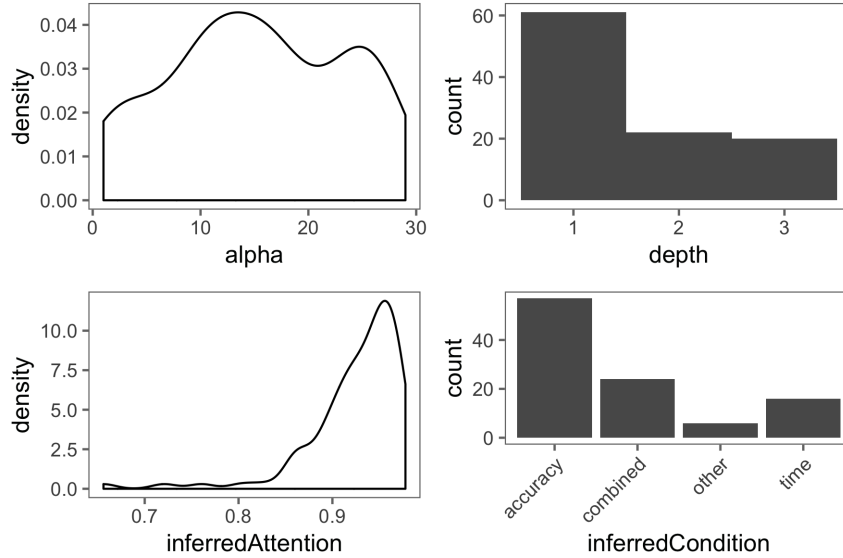 density
0.04
0.03
0.02
0.01
0.00
0 10 20 30
alpha
count
60
40
20
0
1 2 3
depth
density
10.0
7.5
5.0
2.5
0.0
0.7 0.8 0.9
inferredAttention
count
40
20
0
accuracy combined other time
inferredCondition